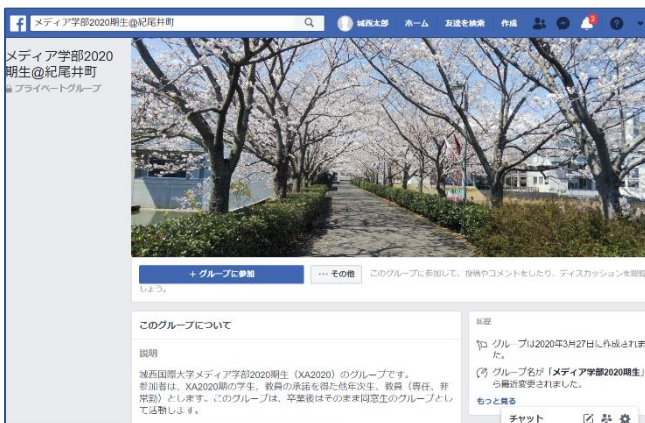 メディア学部2020期生@紀尾井町
城西太郎
ホーム
友達を検索
作成
2
メディア学部2020
期生@紀尾井町
プライベートグループ
+ グループに参加
••• その他
このグループに参加して、投稿やコメントをしたり、ディスカッションを閲覧
しょう。
このグループについて
説明
城西国際大学メディア学部2020期生（XA2020）のグループです。
参加者は、XA2020期の学生、教員の承諾を得た他年次生、教員（専任、非
常勤）とします。このグループは、卒業後はそのまま同窓生のグループとし
て活動します。
履歴
グループは2020年3月27日に作成されま
た。
グループ名が「メディア学部2020期生」
ら最近変更されました。
もっと見る
チャット